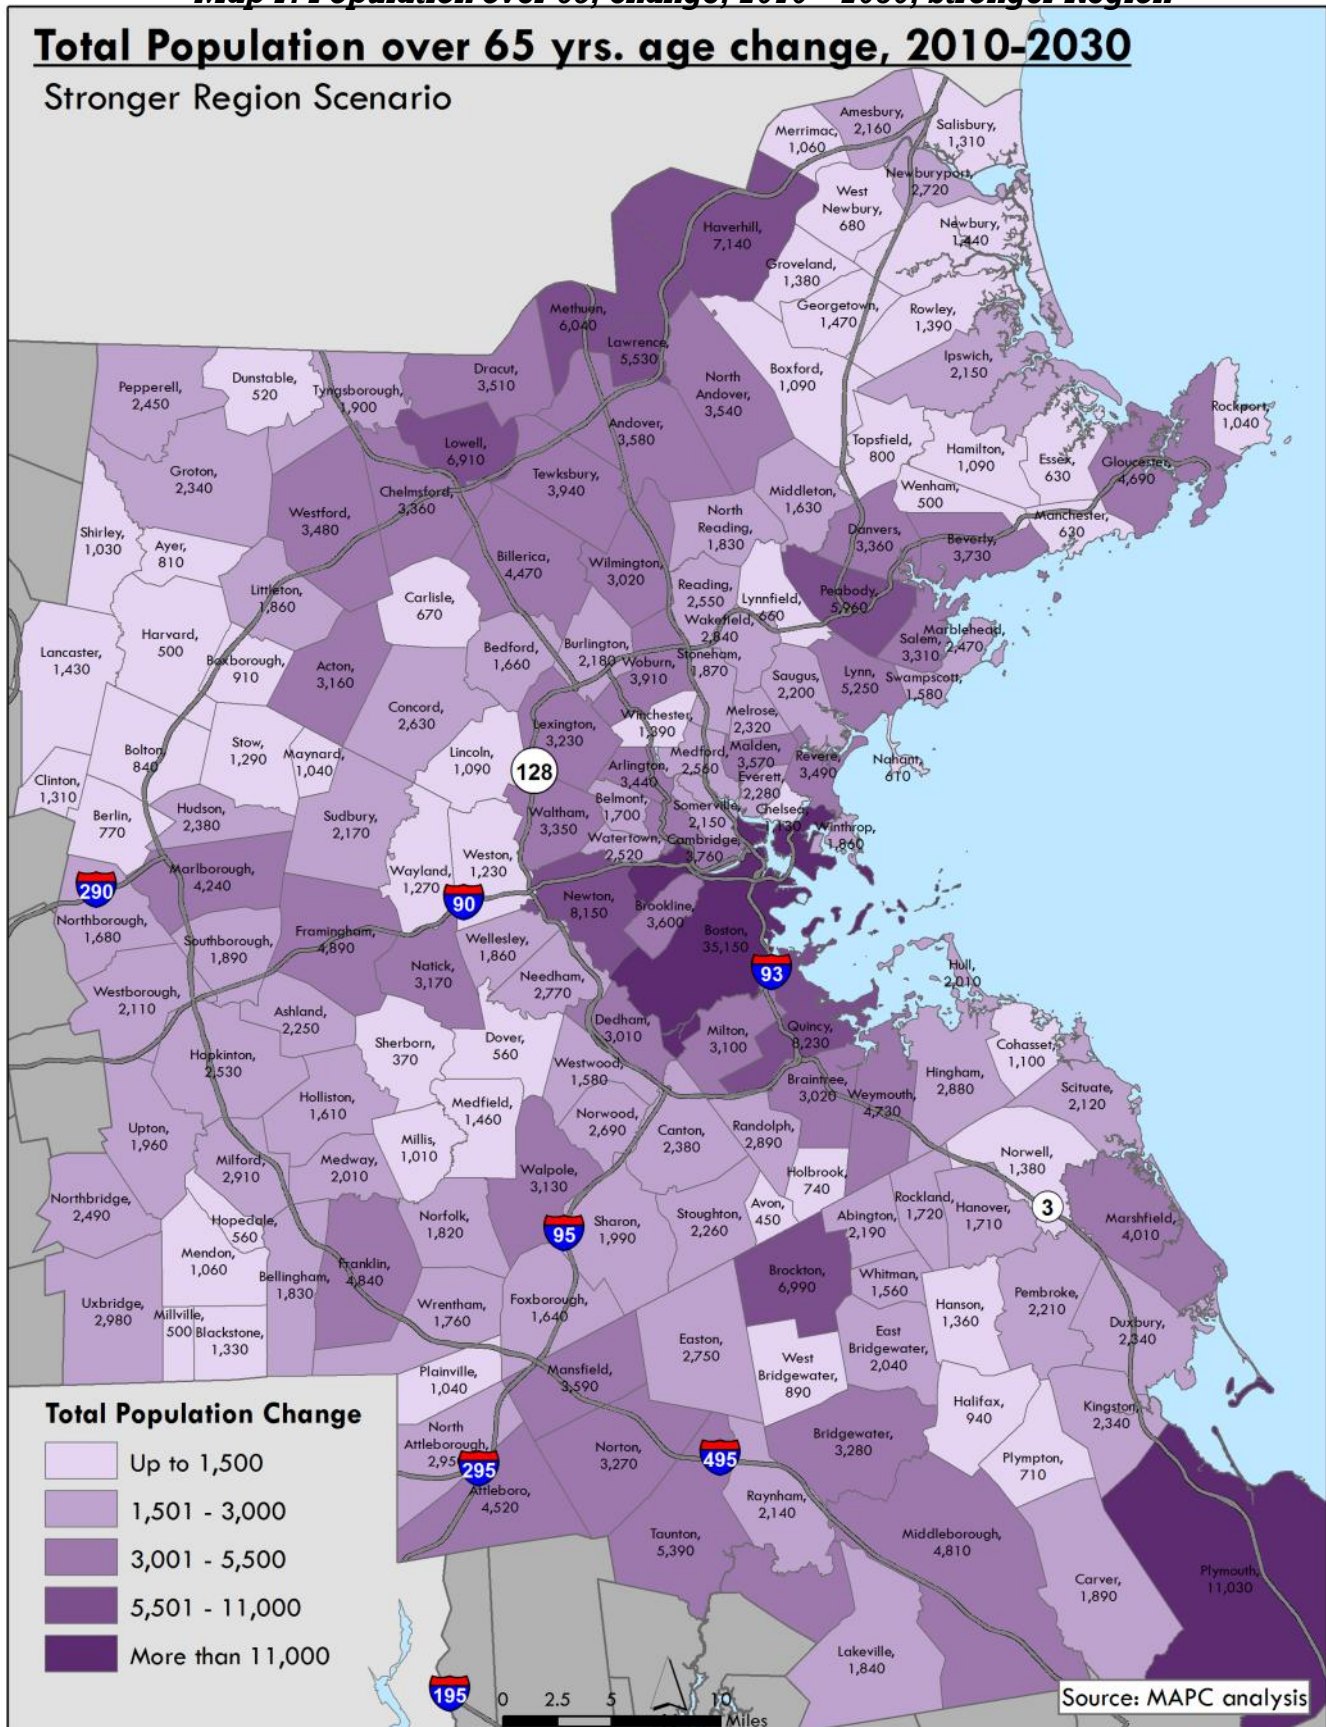 Map 17: Population over 65, change, 2010 - 2030, Stronger Region
Total Population over 65 yrs. age change, 2010-2030
Stronger Region Scenario
Amesbury,
2,160
Salisbury,
1,310
Merrimac,
1,060
Newburyport,
2,720
West
Newbury,
680
Newbury,
1,440
Haverhill,
7,140
Groveland,
1,380
Georgetown,
1,470
Rowley,
1,390
Methuen,
6,040
Lawrence,
5,530
Ipswich,
2,150
Boxford,
1,090
Dracut,
3,510
North
Andover,
3,540
Dunstable,
520
Pepperell,
2,450
Tyngsborough,
1,900
Rockport,
1,040
Andover,
3,580
Lowell,
6,910
Topsfield,
800
Hamilton,
1,090
Essex,
630
Gloucester,
4,690
Groton,
2,340
Tewksbury,
3,940
Chelmsford,
3,360
Middleton,
1,630
Wenham,
500
Westford,
3,480
North
Reading,
1,830
Manchester,
630
Shirley,
1,030
Ayer,
810
Danvers,
3,360
Beverly,
3,730
Billerica,
4,470
Wilmington,
3,020
Littleton,
1,860
Carlisle,
670
Reading,
2,550
Lynnfield,
660
Peabody,
5,960
Harvard,
500
Wakefield,
2,840
Salem,
3,310
Marblehead,
2,470
Lancaster,
1,430
Boxborough,
910
Acton,
3,160
Bedford,
1,660
Burlington,
2,180
Woburn,
3,910
Stoneham,
1,870
Saugus,
2,200
Lynn,
5,250
Swampscott,
1,580
Concord,
2,630
Lexington,
3,230
Winchester,
1,390
Melrose,
2,320
Bolton,
840
Stow,
1,290
Maynard,
1,040
Lincoln,
1,090
128
Arlington,
3,440
Medford,
2,560
Malden,
3,570
Revere,
3,490
Nahant,
610
Clinton,
1,310
Everett,
2,280
Berlin,
770
Hudson,
2,380
Sudbury,
2,170
Waltham,
3,350
Belmont,
1,700
Somerville,
2,150
Chelsea,
1,130
Winthrop,
1,860
Watertown,
2,520
Cambridge,
3,760
Marlborough,
4,240
Wayland,
1,270
Weston,
1,230
290
90
Newton,
8,150
Brookline,
3,600
Boston,
35,150
Northborough,
1,680
Southborough,
1,890
Framingham,
4,890
Wellesley,
1,860
Natick,
3,170
Needham,
2,770
93
Hull,
2,010
Westborough,
2,110
Ashland,
2,250
Dedham,
3,010
Milton,
3,100
Quincy,
8,230
Sherborn,
370
Dover,
560
Cohasset,
1,100
Hopkinton,
2,530
Westwood,
1,580
Hingham,
2,880
Scituate,
2,120
Holliston,
1,610
Medfield,
1,460
Norwood,
2,690
Braintree,
3,020
Weymouth,
4,730
Upton,
1,960
Millis,
1,010
Canton,
2,380
Randolph,
2,890
Milford,
2,910
Medway,
2,010
Walpole,
3,130
Holbrook,
740
Norwell,
1,380
Northbridge,
2,490
Hopedale,
560
Norfolk,
1,820
95
Sharon,
1,990
Stoughton,
2,260
Avon,
450
Abington,
2,190
Rockland,
1,720
Hanover,
1,710
3
Marshfield,
4,010
Mendon,
1,060
Bellingham,
1,830
Franklin,
4,840
Brockton,
6,990
Whitman,
1,560
Uxbridge,
2,980
Millville,
500
Blackstone,
1,330
Wrentham,
1,760
Foxborough,
1,640
Hanson,
1,360
Pembroke,
2,210
Duxbury,
2,340
Easton,
2,750
East
Bridgewater,
2,040
Plainville,
1,040
Mansfield,
3,590
West
Bridgewater,
890
Halifax,
940
Kingston,
2,340
North
Attleborough,
2,95
295
Norton,
3,270
495
Bridgewater,
3,280
Plympton,
710
Attleboro,
4,520
Raynham,
2,140
Taunton,
5,390
Middleborough,
4,810
Carver,
1,890
Plymouth,
11,030
Lakeville,
1,840
Total Population Change
Up to 1,500
1,501 - 3,000
3,001 - 5,500
5,501 - 11,000
More than 11,000
195
0 2.5 5 10
Miles
Source: MAPC analysis